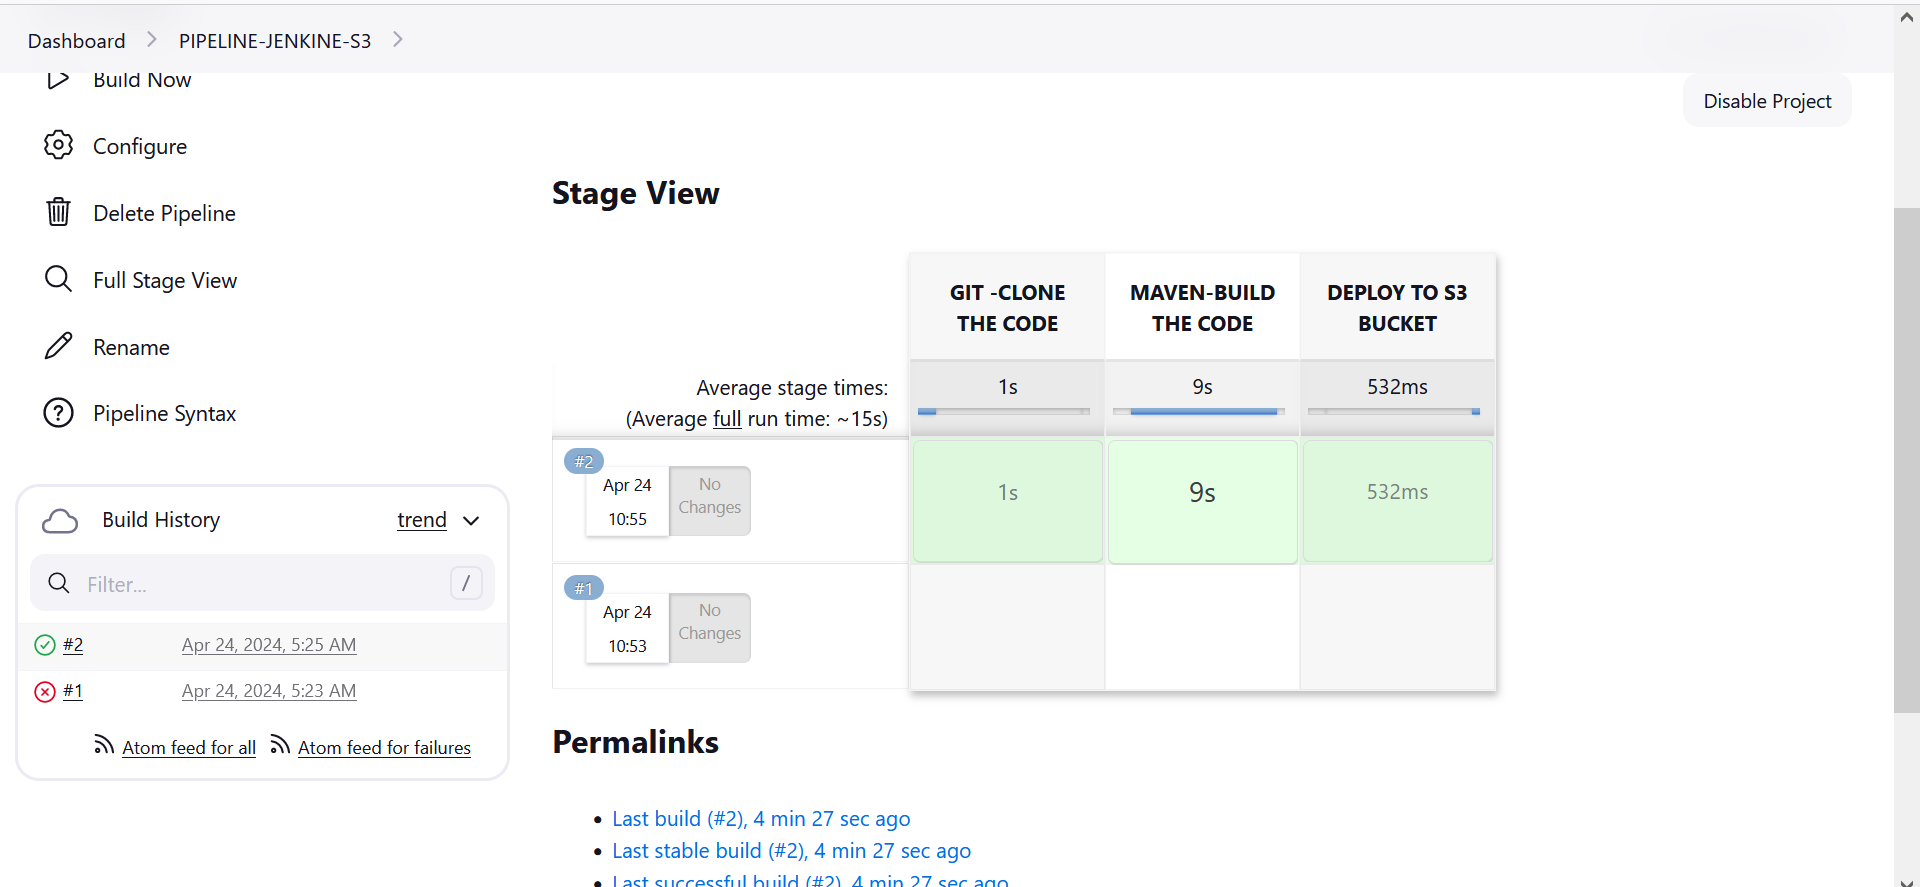 Dashboard > PIPELINE-JENKINE-S3 >
Build Now
Configure
Delete Pipeline
Full Stage View
Rename
Pipeline Syntax
Build History
trend
Filter...
/
#2 Apr 24, 2024, 5:25 AM
#1 Apr 24, 2024, 5:23 AM
Atom feed for all Atom feed for failures
Disable Project
Stage View
GIT -CLONE
THE CODE
MAVEN-BUILD
THE CODE
DEPLOY TO S3
BUCKET
Average stage times:
(Average full run time: ~15s)
1s
9s
532ms
#2
Apr 24
10:55
No
Changes
1s
9s
532ms
#1
Apr 24
10:53
No
Changes
Permalinks
Last build (#2), 4 min 27 sec ago
Last stable build (#2), 4 min 27 sec ago
Last successful build (#2), 4 min 27 sec ago